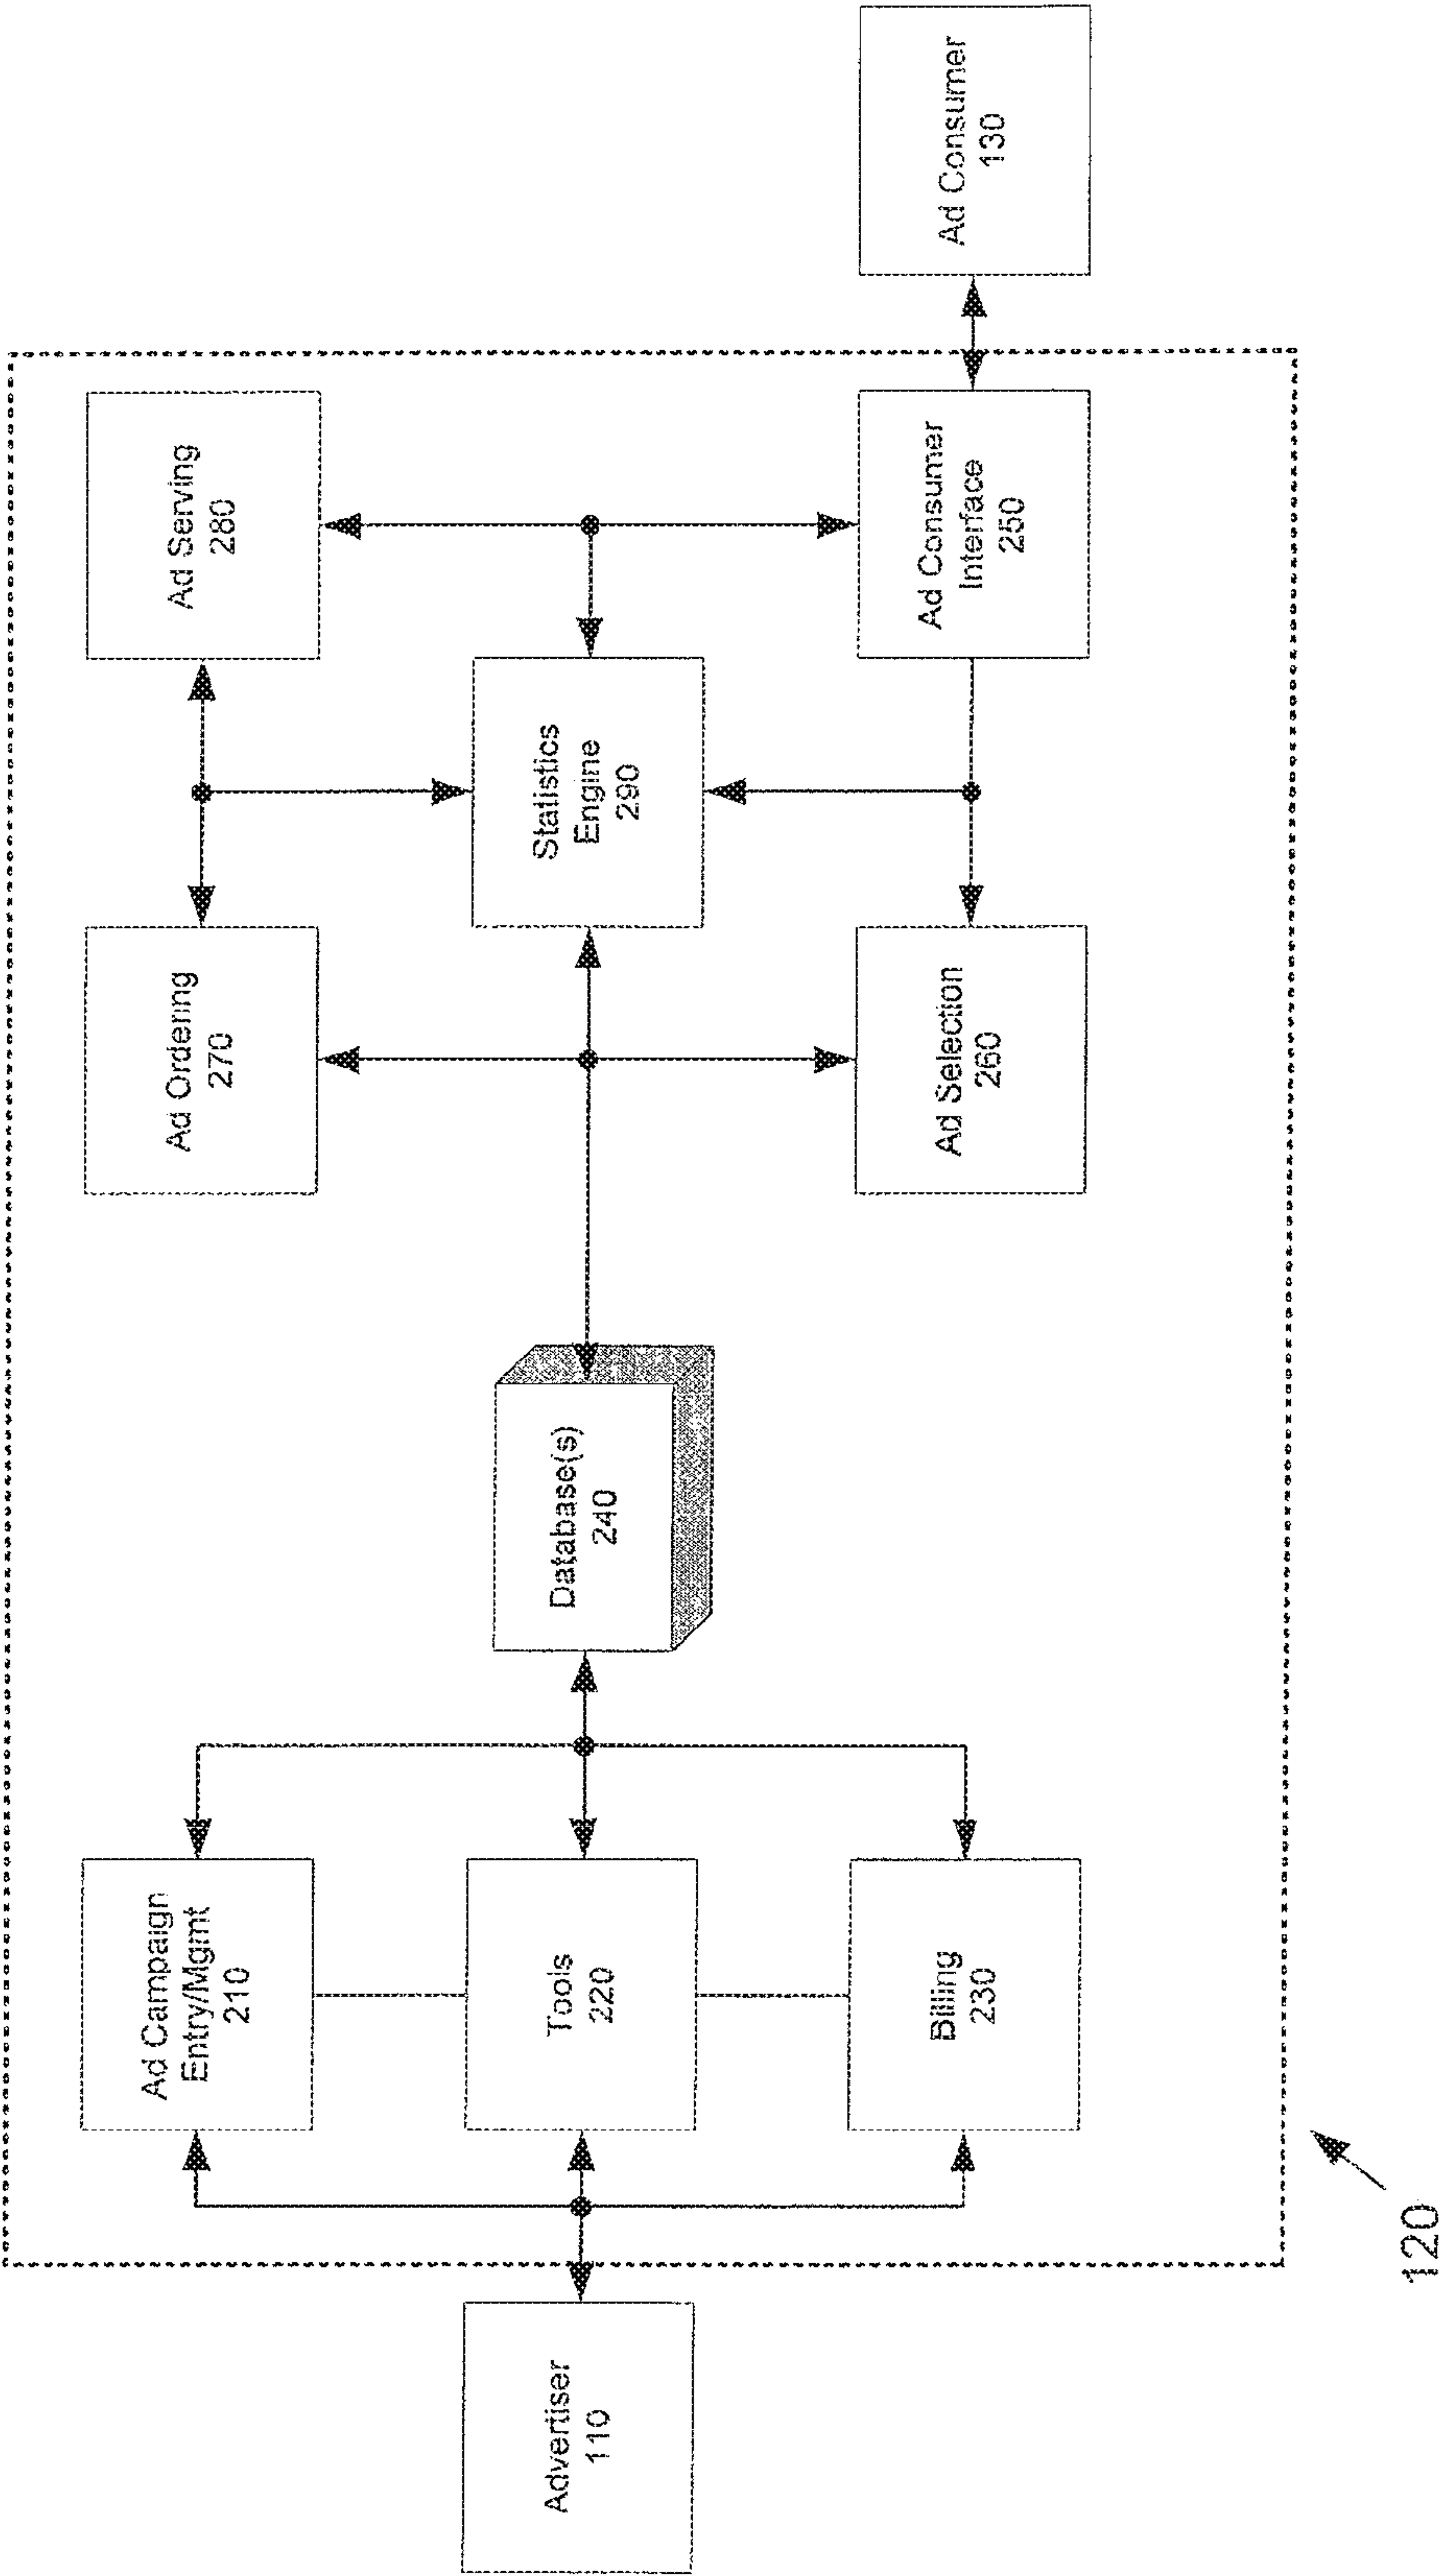 Advertiser
110
Ad Campaign
Entry/Mgmt
210
Tools
220
Billing
230
Database(s)
240
Ad Ordering
270
Ad Serving
280
Statistics
Engine
290
Ad Selection
260
Ad Consumer
Interface
250
Ad Consumer
130
120